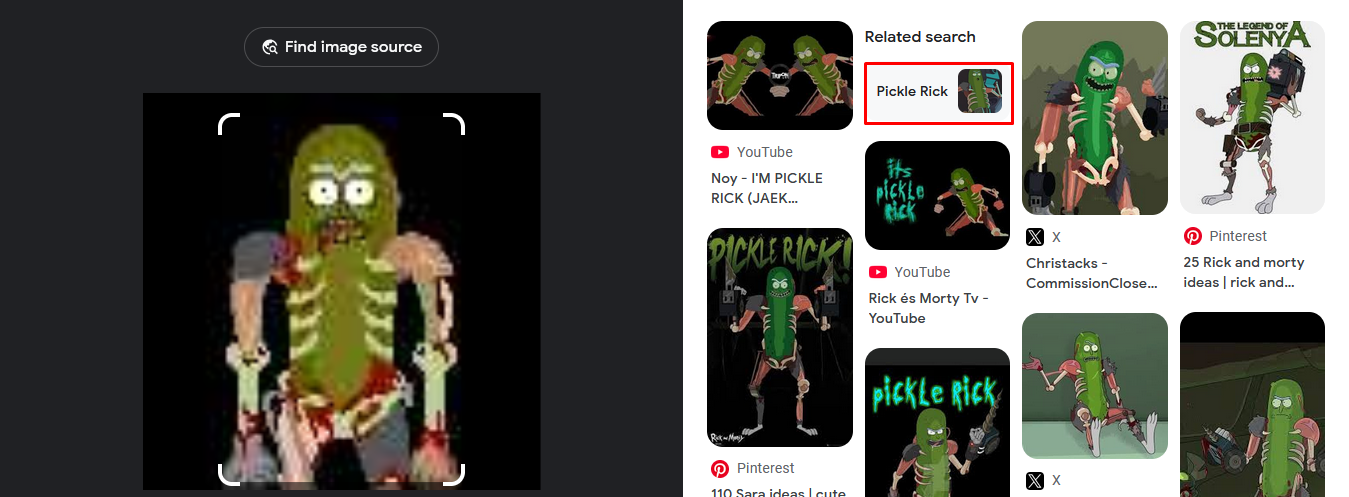 Find image source
Related search
Pickle Rick
YouTube
Noy - I'M PICKLE
RICK (JAEK...
PICKLE RICK!
Rick and Morty
Pinterest
110 Sara ideas | cute
its
pickle
Rick
YouTube
Rick és Morty Tv -
YouTube
pickle Rick
X
Christacks -
CommissionClose...
X
THE LEGEND OF
SOLENYA
Pinterest
25 Rick and morty
ideas | rick and...